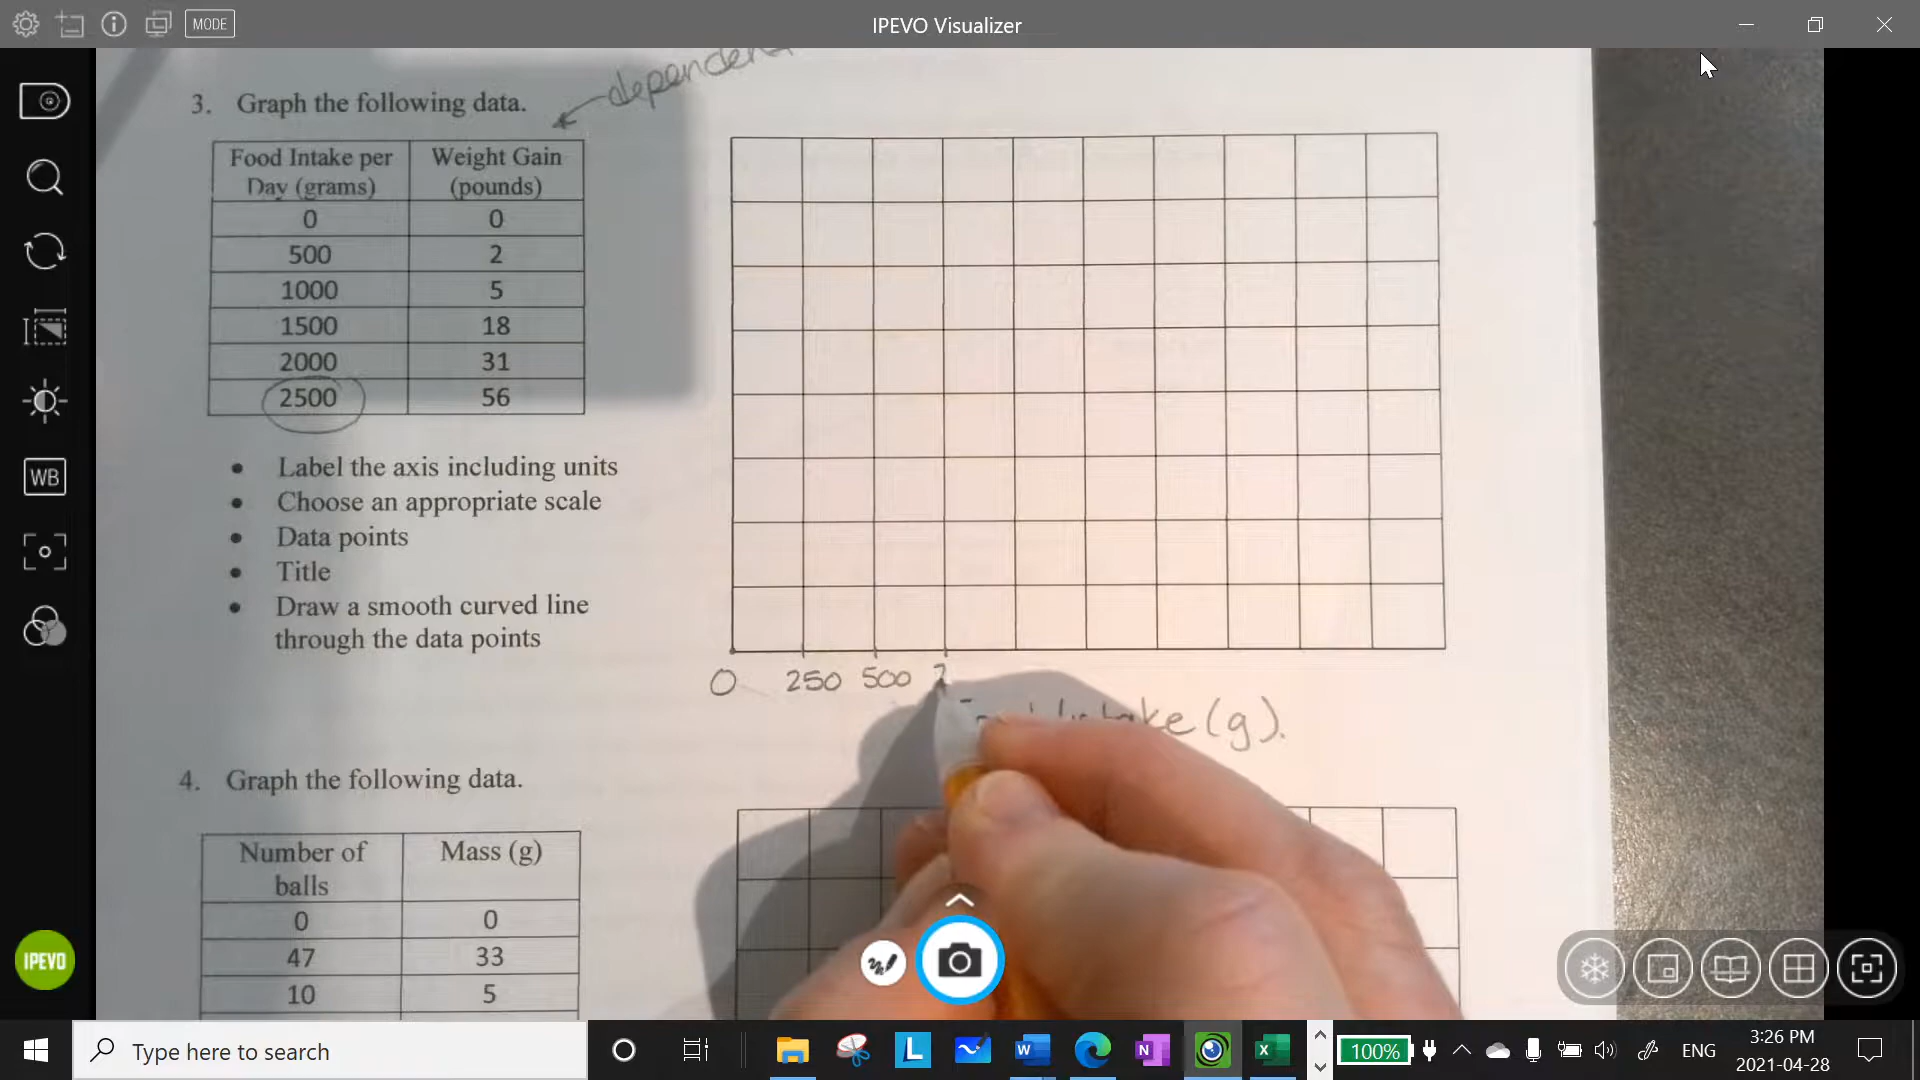 MODE
IPEVO Visualizer
3. Graph the following data.
Food Intake per Day (grams) Weight Gain (pounds)
0 0
500 2
1000 5
1500 18
2000 31
2500 56
• Label the axis including units
• Choose an appropriate scale
• Data points
• Title
• Draw a smooth curved line
through the data points
0 250 500
(g).
4. Graph the following data.
Number of balls Mass (g)
0 0
47 33
10 5
WB
IPEVO
Type here to search
100%
ENG
3:26 PM
2021-04-28